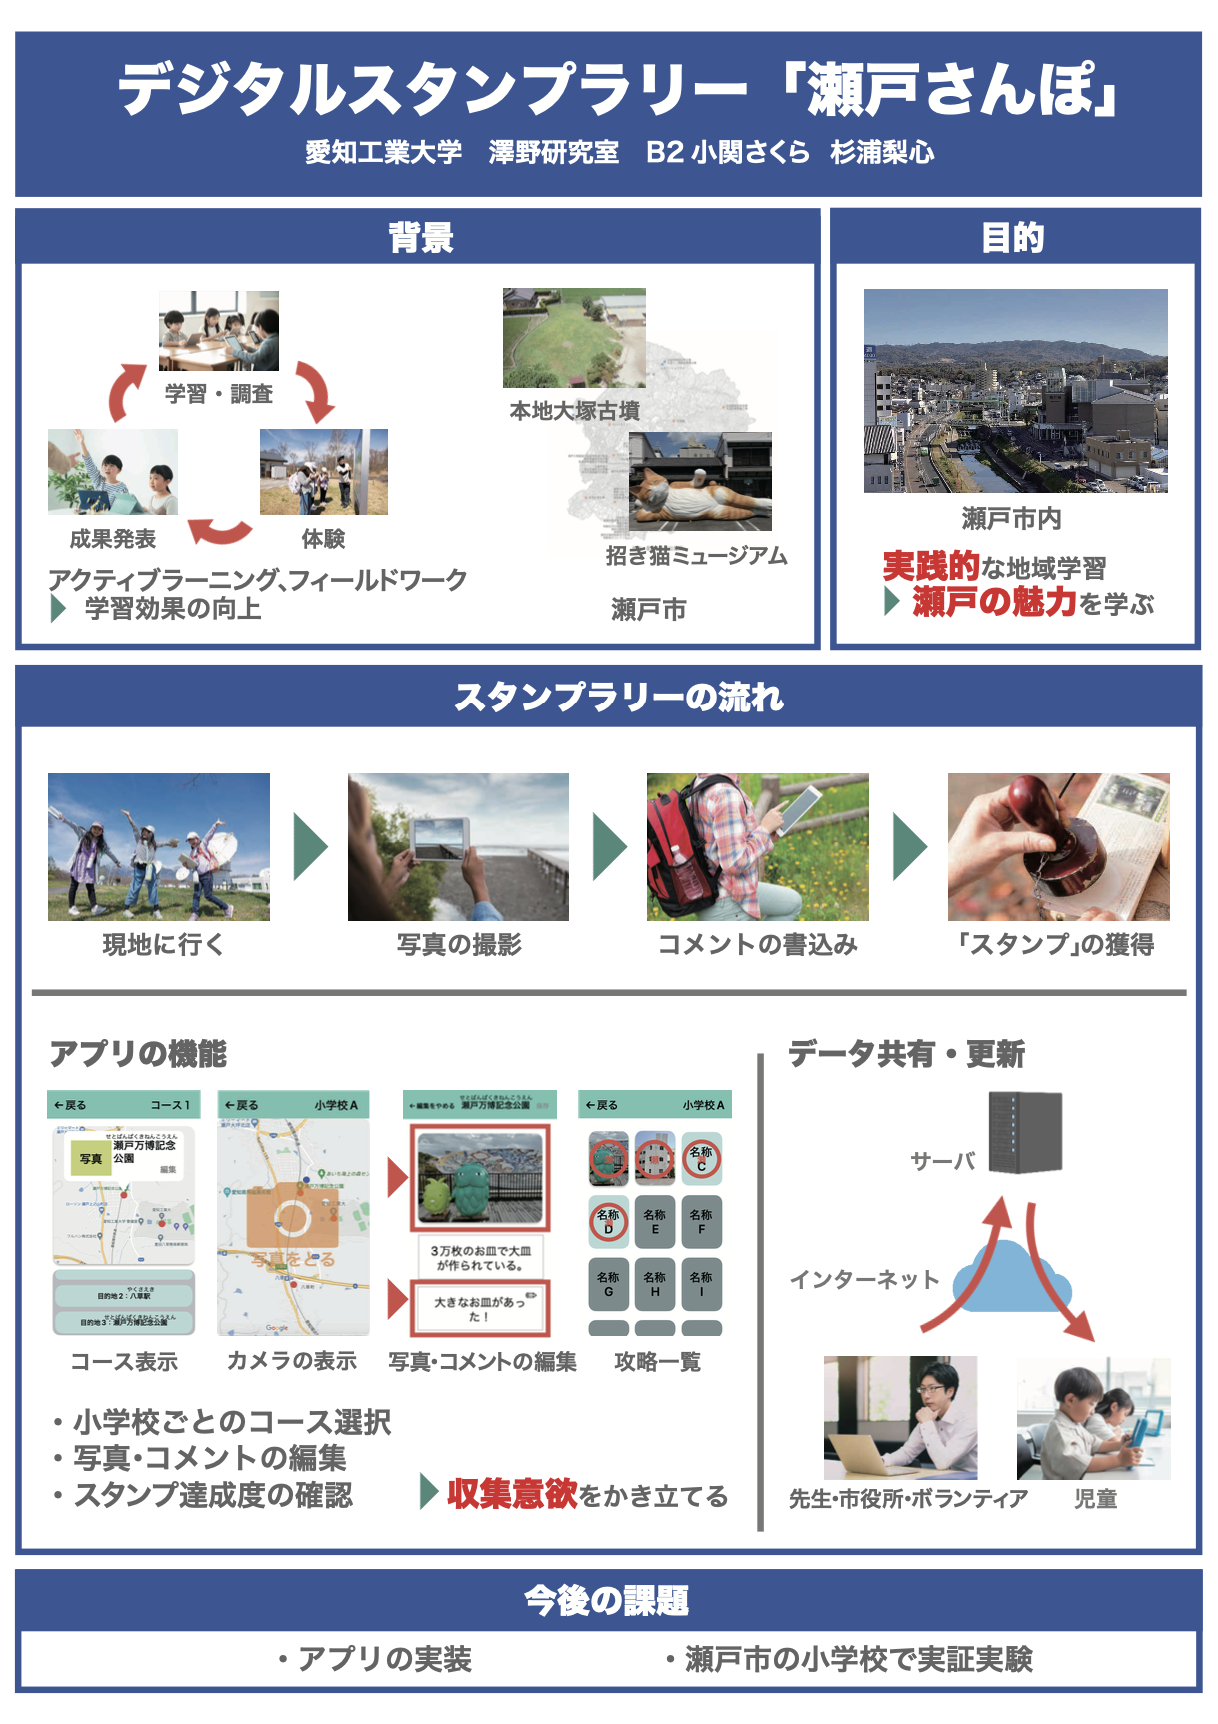 デジタルスタンプラリー「瀬戸さんぽ」
愛知工業大学　澤野研究室　B2 小関さくら　杉浦梨心
背景
学習・調査
成果発表
体験
アクティブラーニング、フィールドワーク
学習効果の向上
本地大塚古墳
招き猫ミュージアム
瀬戸市
目的
瀬戸市内
実践的な地域学習
瀬戸の魅力を学ぶ
スタンプラリーの流れ
現地に行く
写真の撮影
コメントの書込み
「スタンプ」の獲得
アプリの機能
←戻る
コース1
せとばんぱくきねんこうえん
瀬戸万博記念
公園
写真
編集
やくさえき
目的地2：八草駅
せとばんぱくきねんこうえん
目的地3：瀬戸万博記念公園
コース表示
←戻る
小学校A
写真をとる
Google
カメラの表示
←編集をやめる
せとばんぱくきねんこうえん
瀬戸万博記念公園
3万枚のお皿で大皿
が作られている。
大きなお皿があっ
た！
写真・コメントの編集
←戻る
小学校A
名称
C
名称
D
名称
E
名称
F
名称
G
名称
H
名称
I
攻略一覧
・小学校ごとのコース選択
・写真・コメントの編集
・スタンプ達成度の確認
収集意欲をかき立てる
データ共有・更新
サーバ
インターネット
先生・市役所・ボランティア
児童
今後の課題
・アプリの実装
・瀬戸市の小学校で実証実験